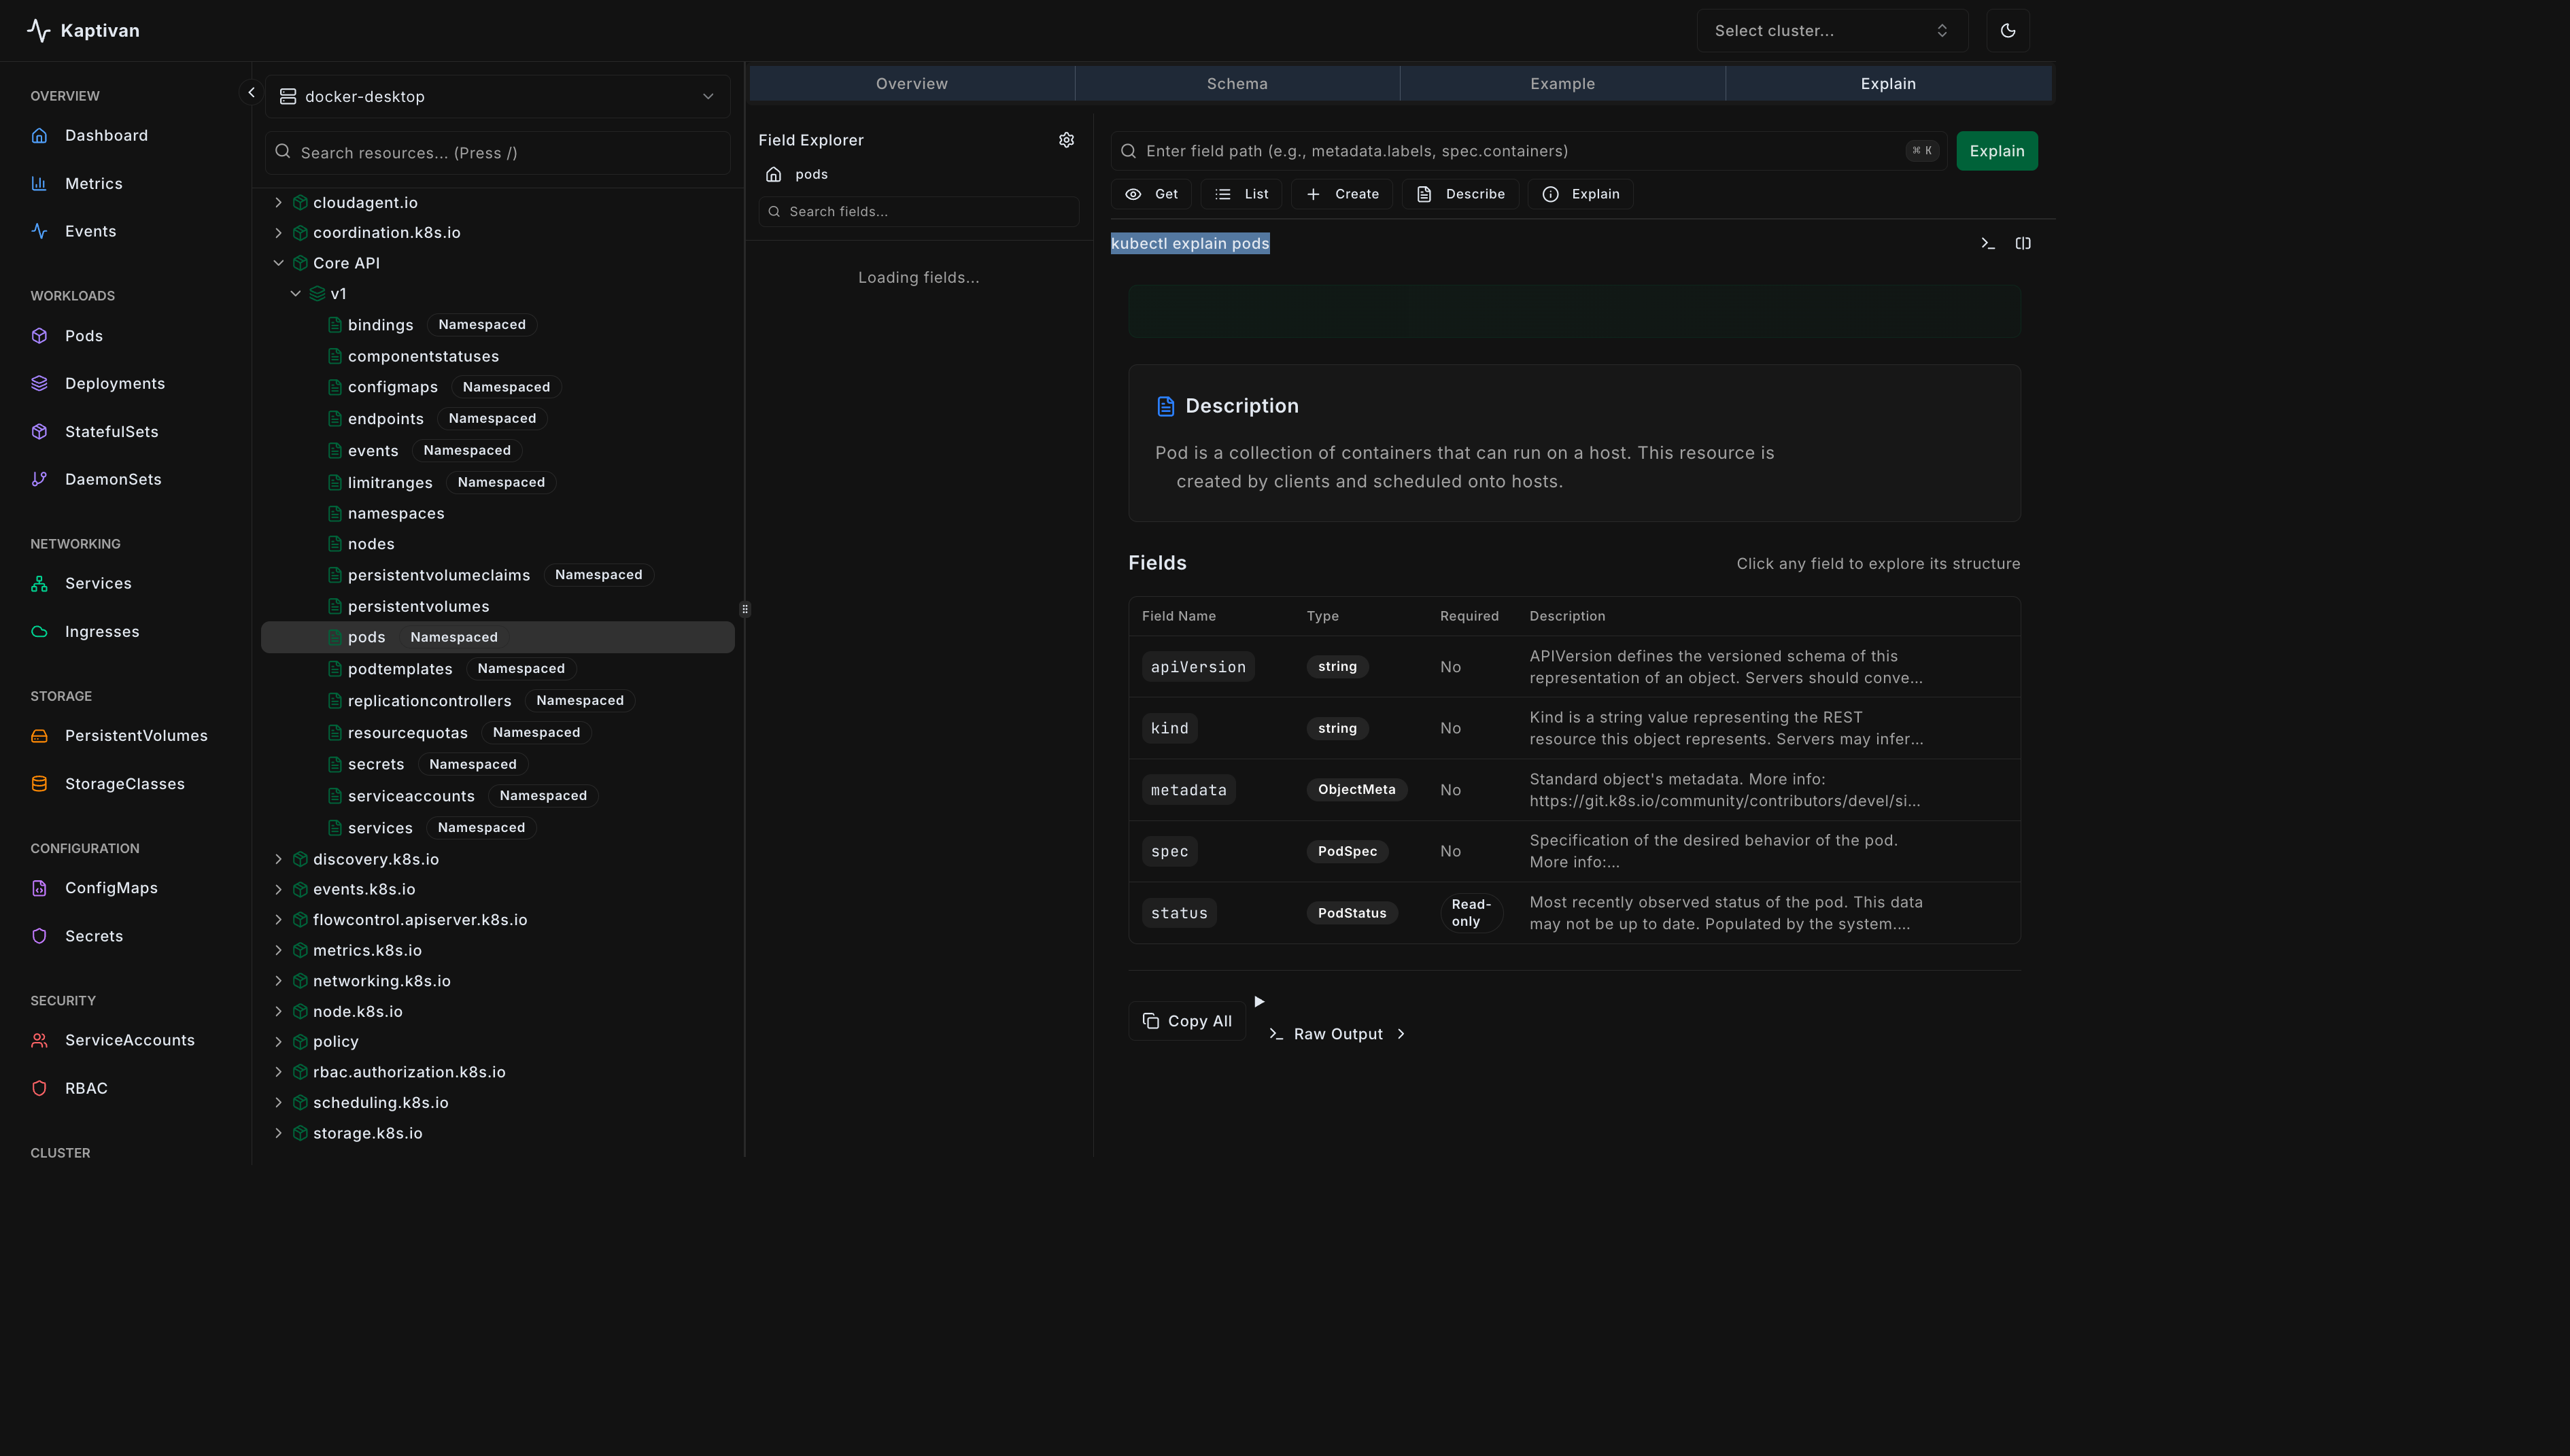 Kaptivan
Select cluster...
OVERVIEW
Dashboard
Metrics
Events
WORKLOADS
Pods
Deployments
StatefulSets
DaemonSets
NETWORKING
Services
Ingresses
STORAGE
PersistentVolumes
StorageClasses
CONFIGURATION
ConfigMaps
Secrets
SECURITY
ServiceAccounts
RBAC
CLUSTER
docker-desktop
Search resources... (Press /)
cloudagent.io
coordination.k8s.io
Core API
v1
bindings Namespaced
componentstatuses
configmaps Namespaced
endpoints Namespaced
events Namespaced
limitranges Namespaced
namespaces
nodes
persistentvolumeclaims Namespaced
persistentvolumes
pods Namespaced
podtemplates Namespaced
replicationcontrollers Namespaced
resourcequotas Namespaced
secrets Namespaced
serviceaccounts Namespaced
services Namespaced
discovery.k8s.io
events.k8s.io
flowcontrol.apiserver.k8s.io
metrics.k8s.io
networking.k8s.io
node.k8s.io
policy
rbac.authorization.k8s.io
scheduling.k8s.io
storage.k8s.io
Overview Schema Example Explain
Field Explorer
pods
Search fields...
Loading fields...
Enter field path (e.g., metadata.labels, spec.containers) ⌘ K Explain
Get List Create Describe Explain
kubectl explain pods
Description
Pod is a collection of containers that can run on a host. This resource is
created by clients and scheduled onto hosts.
Fields Click any field to explore its structure
Field Name Type Required Description
apiVersion string No APIVersion defines the versioned schema of this
representation of an object. Servers should conve...
kind string No Kind is a string value representing the REST
resource this object represents. Servers may infer...
metadata ObjectMeta No Standard object's metadata. More info:
https://git.k8s.io/community/contributors/devel/si...
spec PodSpec No Specification of the desired behavior of the pod.
More info:...
status PodStatus Read-only Most recently observed status of the pod. This data
may not be up to date. Populated by the system....
Copy All
Raw Output